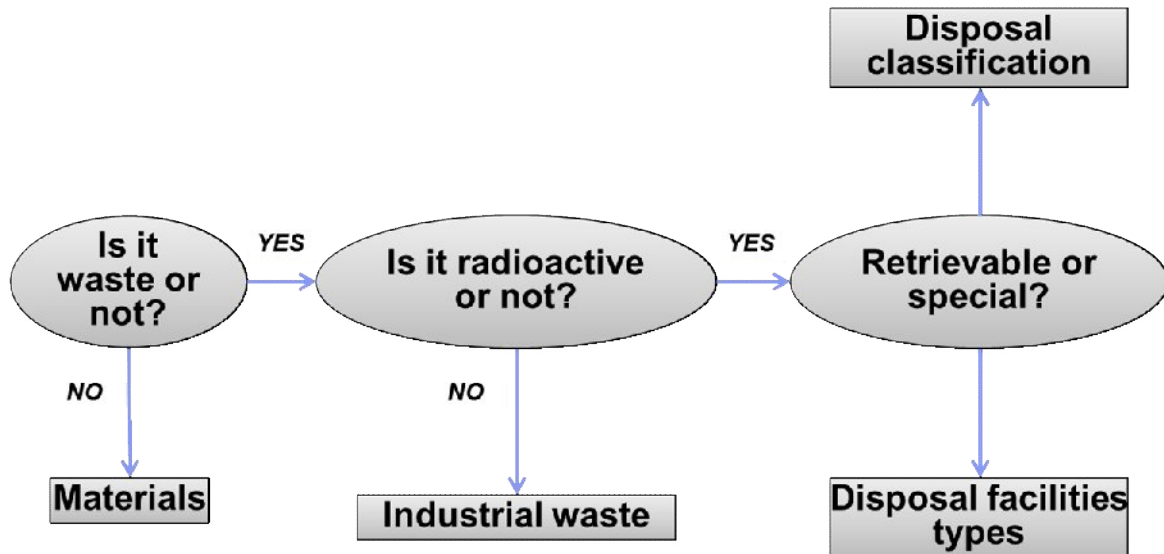 Disposal
classification
Is it
waste or
not?
YES
Is it radioactive
or not?
YES
Retrievable or
special?
NO
NO
Materials
Industrial waste
Disposal facilities
types